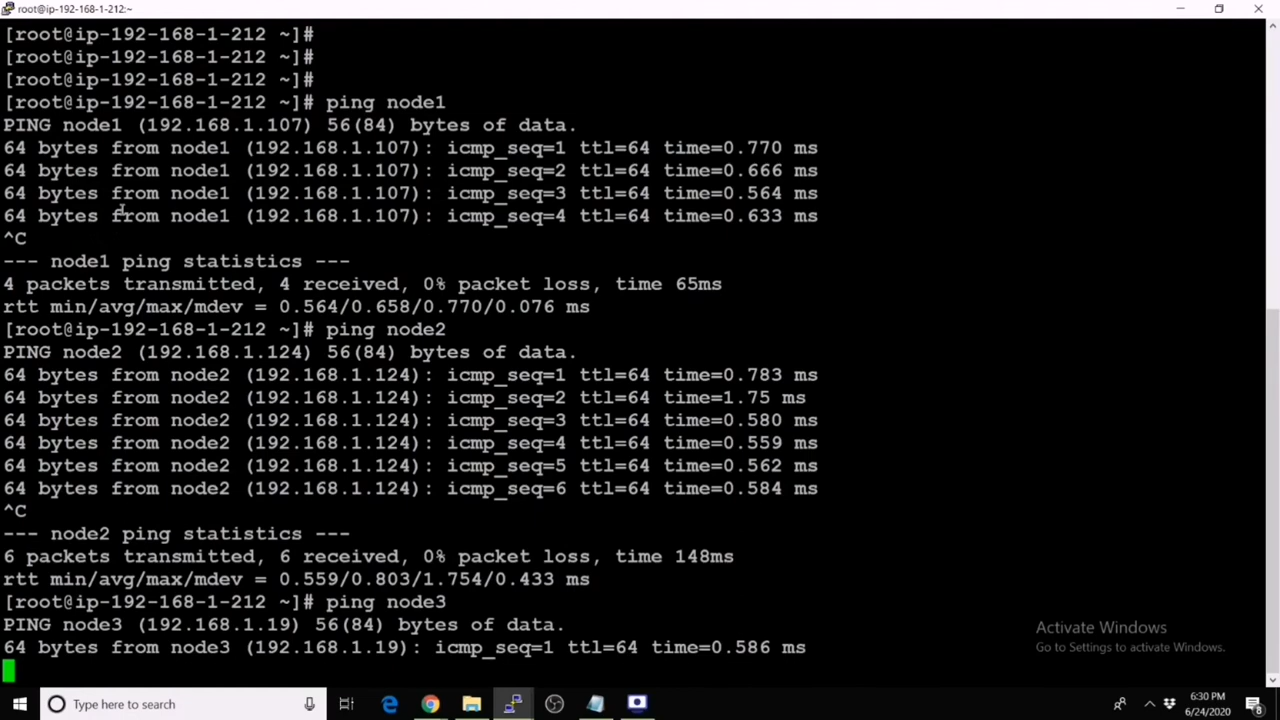 root@ip-192-168-1-212:~
[root@ip-192-168-1-212 ~]#
[root@ip-192-168-1-212 ~]#
[root@ip-192-168-1-212 ~]#
[root@ip-192-168-1-212 ~]# ping node1
PING node1 (192.168.1.107) 56(84) bytes of data.
64 bytes from node1 (192.168.1.107): icmp_seq=1 ttl=64 time=0.770 ms
64 bytes from node1 (192.168.1.107): icmp_seq=2 ttl=64 time=0.666 ms
64 bytes from node1 (192.168.1.107): icmp_seq=3 ttl=64 time=0.564 ms
64 bytes from node1 (192.168.1.107): icmp_seq=4 ttl=64 time=0.633 ms
^C
--- node1 ping statistics ---
4 packets transmitted, 4 received, 0% packet loss, time 65ms
rtt min/avg/max/mdev = 0.564/0.658/0.770/0.076 ms
[root@ip-192-168-1-212 ~]# ping node2
PING node2 (192.168.1.124) 56(84) bytes of data.
64 bytes from node2 (192.168.1.124): icmp_seq=1 ttl=64 time=0.783 ms
64 bytes from node2 (192.168.1.124): icmp_seq=2 ttl=64 time=1.75 ms
64 bytes from node2 (192.168.1.124): icmp_seq=3 ttl=64 time=0.580 ms
64 bytes from node2 (192.168.1.124): icmp_seq=4 ttl=64 time=0.559 ms
64 bytes from node2 (192.168.1.124): icmp_seq=5 ttl=64 time=0.562 ms
64 bytes from node2 (192.168.1.124): icmp_seq=6 ttl=64 time=0.584 ms
^C
--- node2 ping statistics ---
6 packets transmitted, 6 received, 0% packet loss, time 148ms
rtt min/avg/max/mdev = 0.559/0.803/1.754/0.433 ms
[root@ip-192-168-1-212 ~]# ping node3
PING node3 (192.168.1.19) 56(84) bytes of data.
64 bytes from node3 (192.168.1.19): icmp_seq=1 ttl=64 time=0.586 ms
Activate Windows
Go to Settings to activate Windows.
Type here to search
6:30 PM
6/24/2020
8